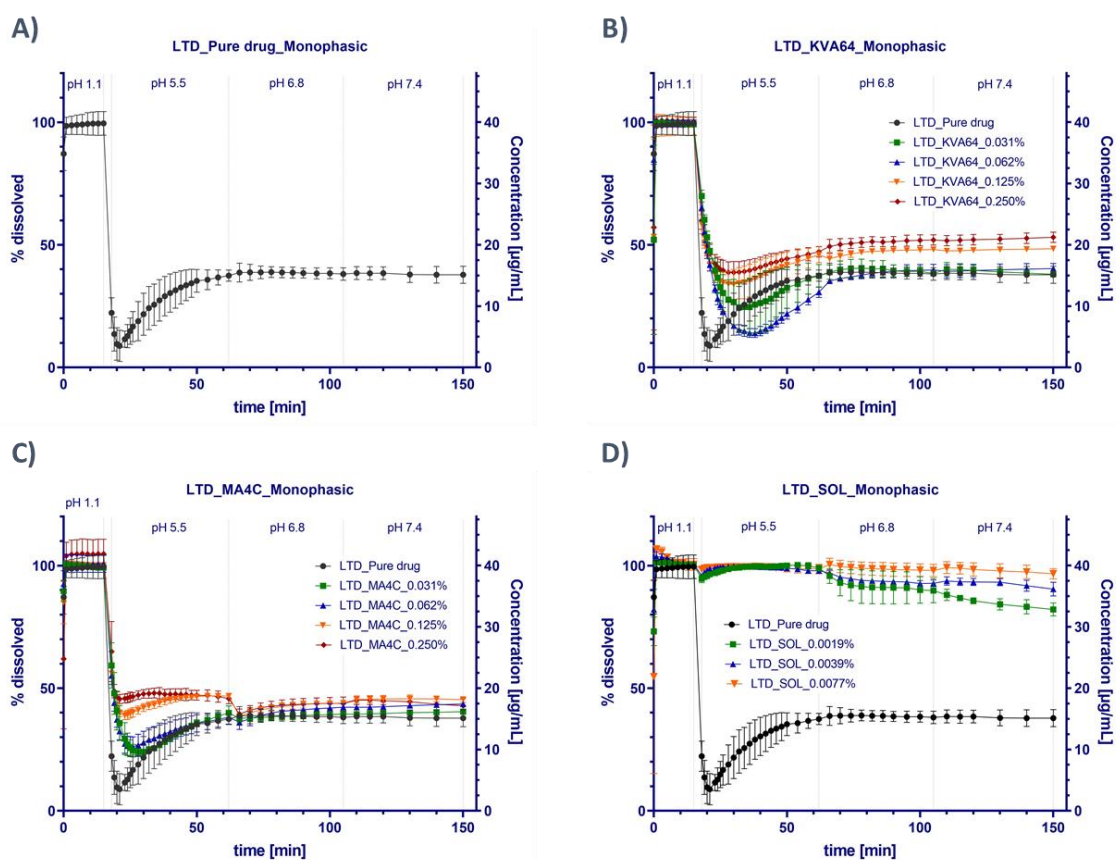 A)
LTD_Pure drug_Monophasic
pH 1.1
pH 5.5
pH 6.8
pH 7.4
100
50
0
% dissolved
40
30
20
10
0
Concentration [µg/mL]
0
50
100
150
time [min]
B)
LTD_KVA64_Monophasic
pH 1.1
pH 5.5
pH 6.8
pH 7.4
LTD_Pure drug
LTD_KVA64_0.031%
LTD_KVA64_0.062%
LTD_KVA64_0.125%
LTD_KVA64_0.250%
100
50
0
% dissolved
40
30
20
10
0
Concentration [µg/mL]
0
50
100
150
time [min]
C)
LTD_MA4C_Monophasic
pH 1.1
pH 5.5
pH 6.8
pH 7.4
LTD_Pure drug
LTD_MA4C_0.031%
LTD_MA4C_0.062%
LTD_MA4C_0.125%
LTD_MA4C_0.250%
100
50
0
% dissolved
40
30
20
10
0
Concentration [µg/mL]
0
50
100
150
time [min]
D)
LTD_SOL_Monophasic
pH 1.1
pH 5.5
pH 6.8
pH 7.4
LTD_Pure drug
LTD_SOL_0.0019%
LTD_SOL_0.0039%
LTD_SOL_0.0077%
100
50
0
% dissolved
40
30
20
10
0
Concentration [µg/mL]
0
50
100
150
time [min]